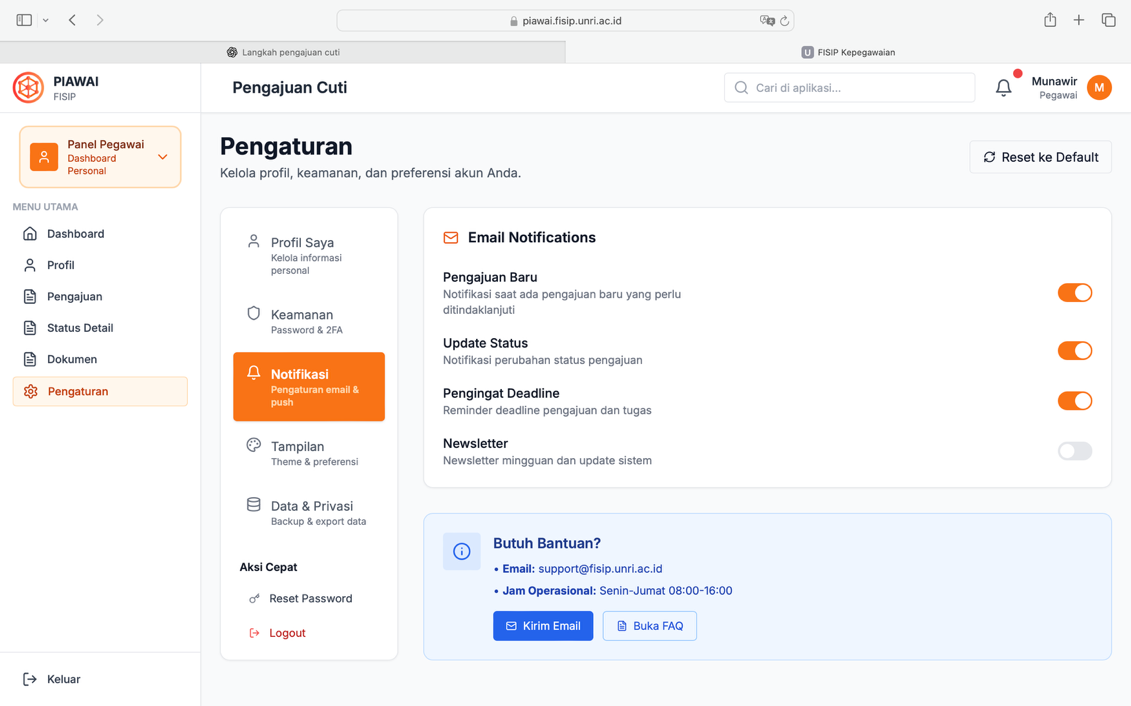 piawai.fisip.unri.ac.id
Langkah pengajuan cuti
U FISIP Kepegawaian
PIAWAI
FISIP
Pengajuan Cuti
Cari di aplikasi...
Munawir
Pegawai
M
Panel Pegawai
Dashboard
Personal
MENU UTAMA
Dashboard
Profil
Pengajuan
Status Detail
Dokumen
Pengaturan
Keluar
Pengaturan
Kelola profil, keamanan, dan preferensi akun Anda.
Reset ke Default
Profil Saya
Kelola informasi
personal
Keamanan
Password & 2FA
Notifikasi
Pengaturan email &
push
Tampilan
Theme & preferensi
Data & Privasi
Backup & export data
Aksi Cepat
Reset Password
Logout
Email Notifications
Pengajuan Baru
Notifikasi saat ada pengajuan baru yang perlu
ditindaklanjuti
Update Status
Notifikasi perubahan status pengajuan
Pengingat Deadline
Reminder deadline pengajuan dan tugas
Newsletter
Newsletter mingguan dan update sistem
Butuh Bantuan?
• Email: support@fisip.unri.ac.id
• Jam Operasional: Senin-Jumat 08:00-16:00
Kirim Email
Buka FAQ